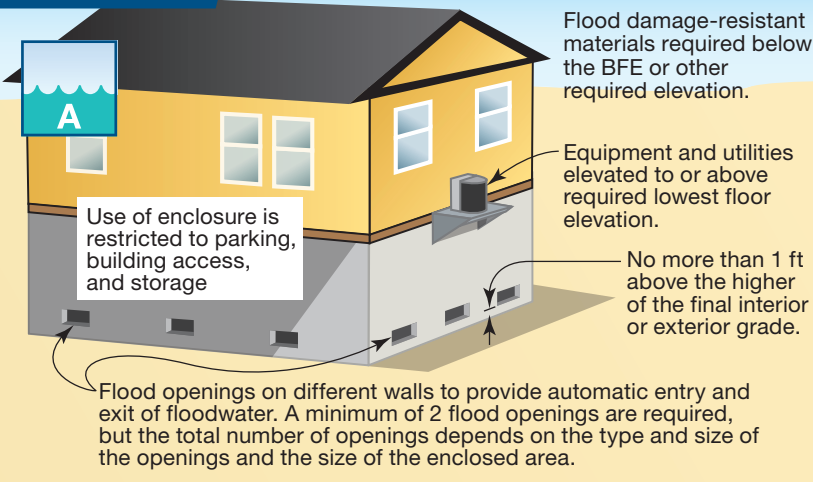 Flood damage-resistant
materials required below
the BFE or other
required elevation.
A
Equipment and utilities
elevated to or above
required lowest floor
elevation.
Use of enclosure is
restricted to parking,
building access,
and storage
No more than 1 ft
above the higher
of the final interior
or exterior grade.
Flood openings on different walls to provide automatic entry and
exit of floodwater. A minimum of 2 flood openings are required,
but the total number of openings depends on the type and size of
the openings and the size of the enclosed area.